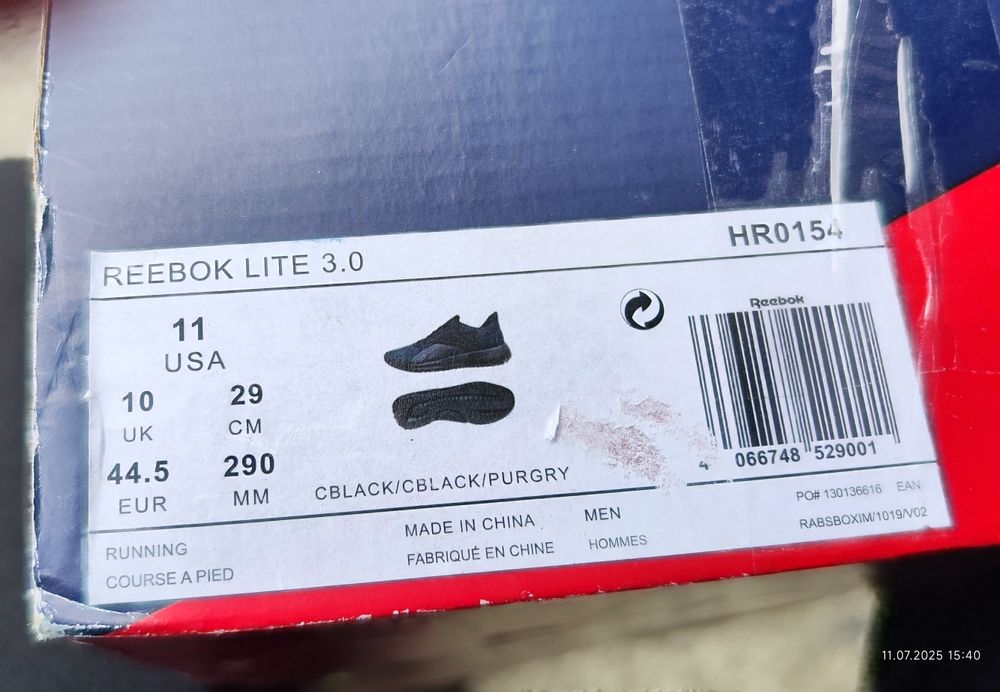 REEBOK LITE 3.0
HR0154
11
USA
10
UK
29
CM
44.5
EUR
290
MM
CBLACK/CBLACK/PURGRY
Reebok
4 066748 529001
RUNNING
COURSE A PIED
MADE IN CHINA
FABRIQUÉ EN CHINE
MEN
HOMMES
PO# 130136616 EAN
RABSBOXIM/1019/V02
11.07.2025 15:40